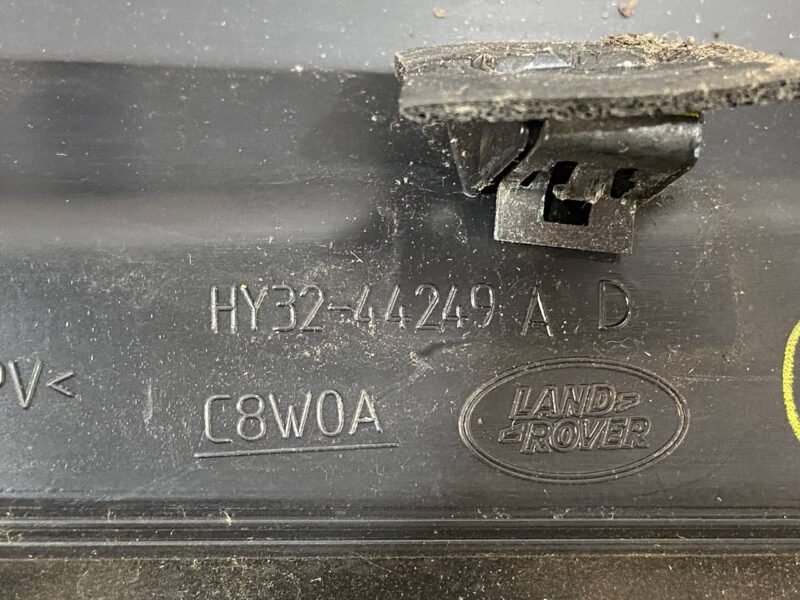 HY32-44249 A D
PV<
C8W0A
LAND-
-ROVER